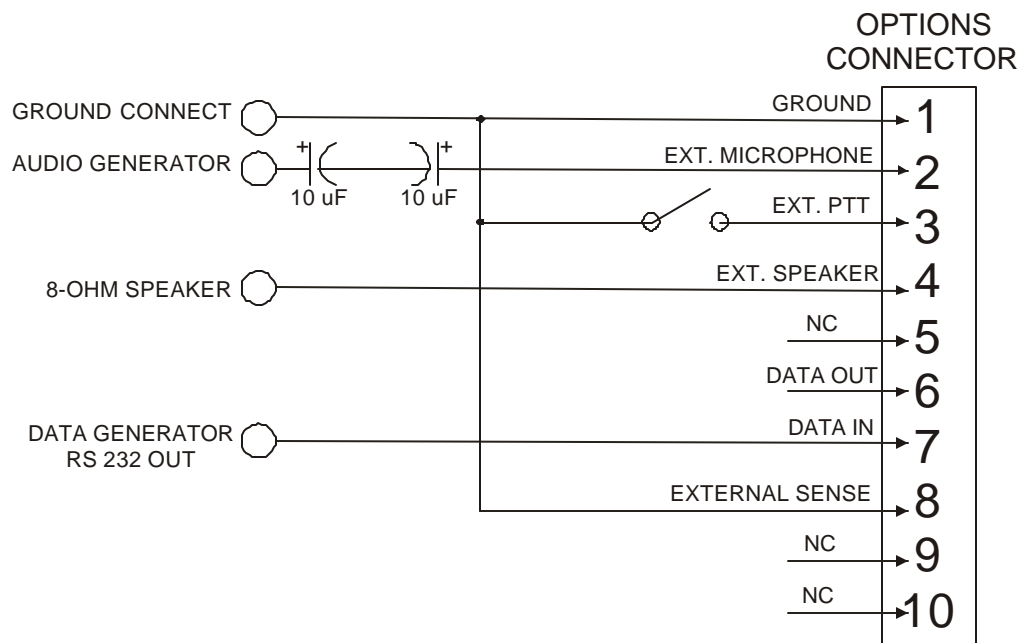 OPTIONS
CONNECTOR
GROUND CONNECT
GROUND
1
AUDIO GENERATOR
+
+
10 uF
10 uF
EXT. MICROPHONE
2
EXT. PTT
3
8-OHM SPEAKER
EXT. SPEAKER
4
NC
5
DATA OUT
6
DATA GENERATOR
RS 232 OUT
DATA IN
7
EXTERNAL SENSE
8
NC
9
NC
10